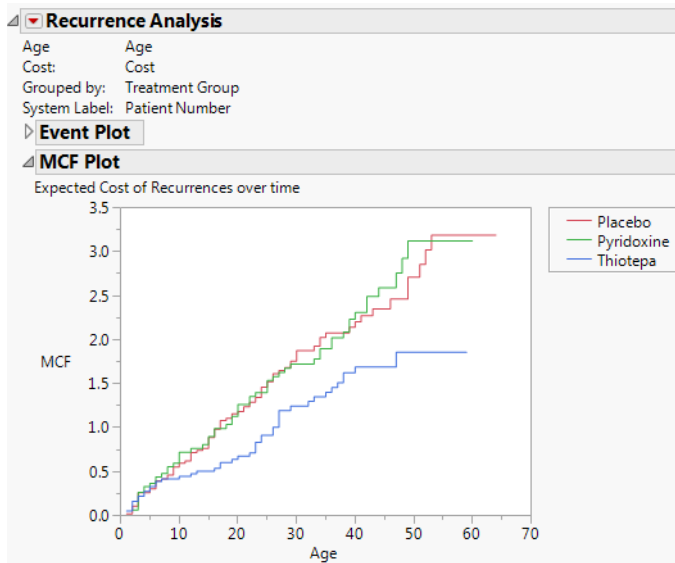 Recurrence Analysis
Age Age
Cost: Cost
Grouped by: Treatment Group
System Label: Patient Number
Event Plot
MCF Plot
Expected Cost of Recurrences over time
3.5
3.0
2.5
2.0
1.5
1.0
0.5
0.0
MCF
0 10 20 30 40 50 60 70
Age
Placebo
Pyridoxine
Thiotepa